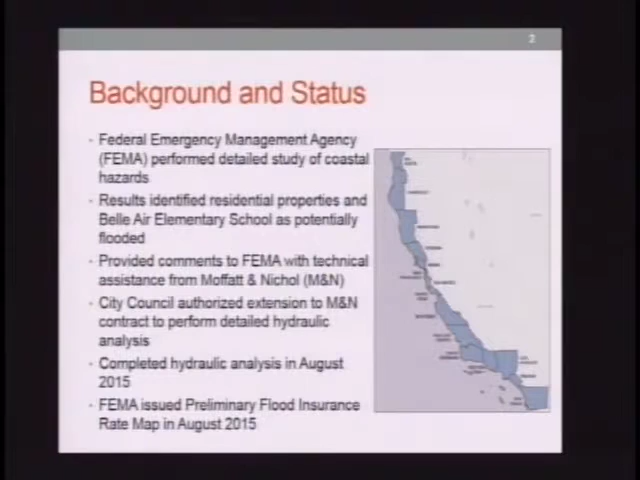 2
Background and Status
- Federal Emergency Management Agency
(FEMA) performed detailed study of coastal
hazards
- Results identified residential properties and
Belle Air Elementary School as potentially
flooded
- Provided comments to FEMA with technical
assistance from Moffatt & Nichol (M&N)
- City Council authorized extension to M&N
contract to perform detailed hydraulic
analysis
- Completed hydraulic analysis in August
2015
- FEMA issued Preliminary Flood Insurance
Rate Map in August 2015